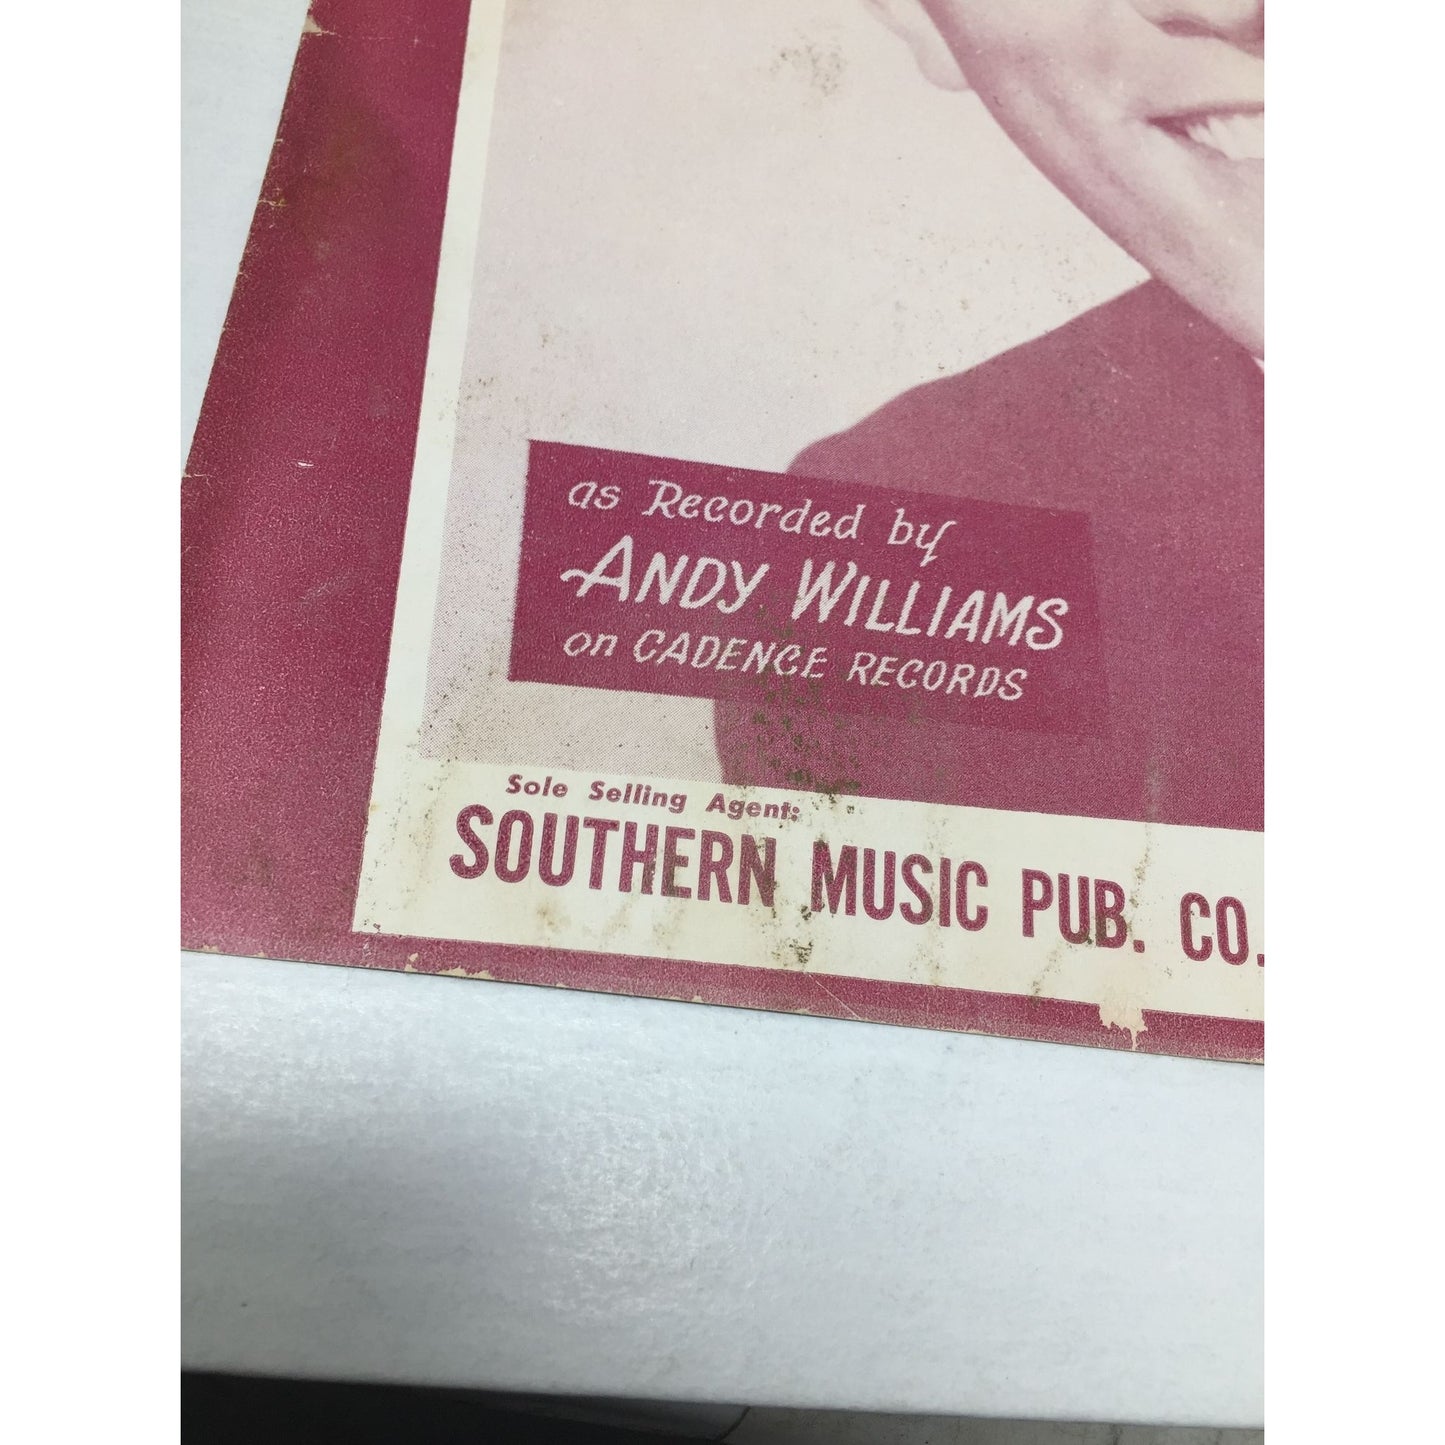 as Recorded by
ANDY WILLIAMS
on CADENCE RECORDS
Sole Selling Agent:
SOUTHERN MUSIC PUB. CO.